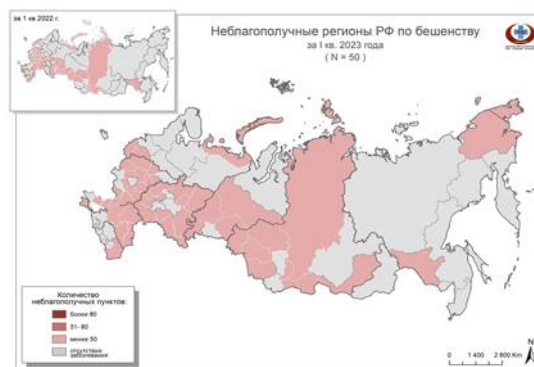 за 1 кв 2022 г.
Неблагополучные регионы РФ по бешенству
за I кв. 2023 года
( N = 50 )
Количество
неблагополучных пунктов:
более 80
51- 80
менее 50
отсутствие
заболевания
N
0 1 400 2 800 Км